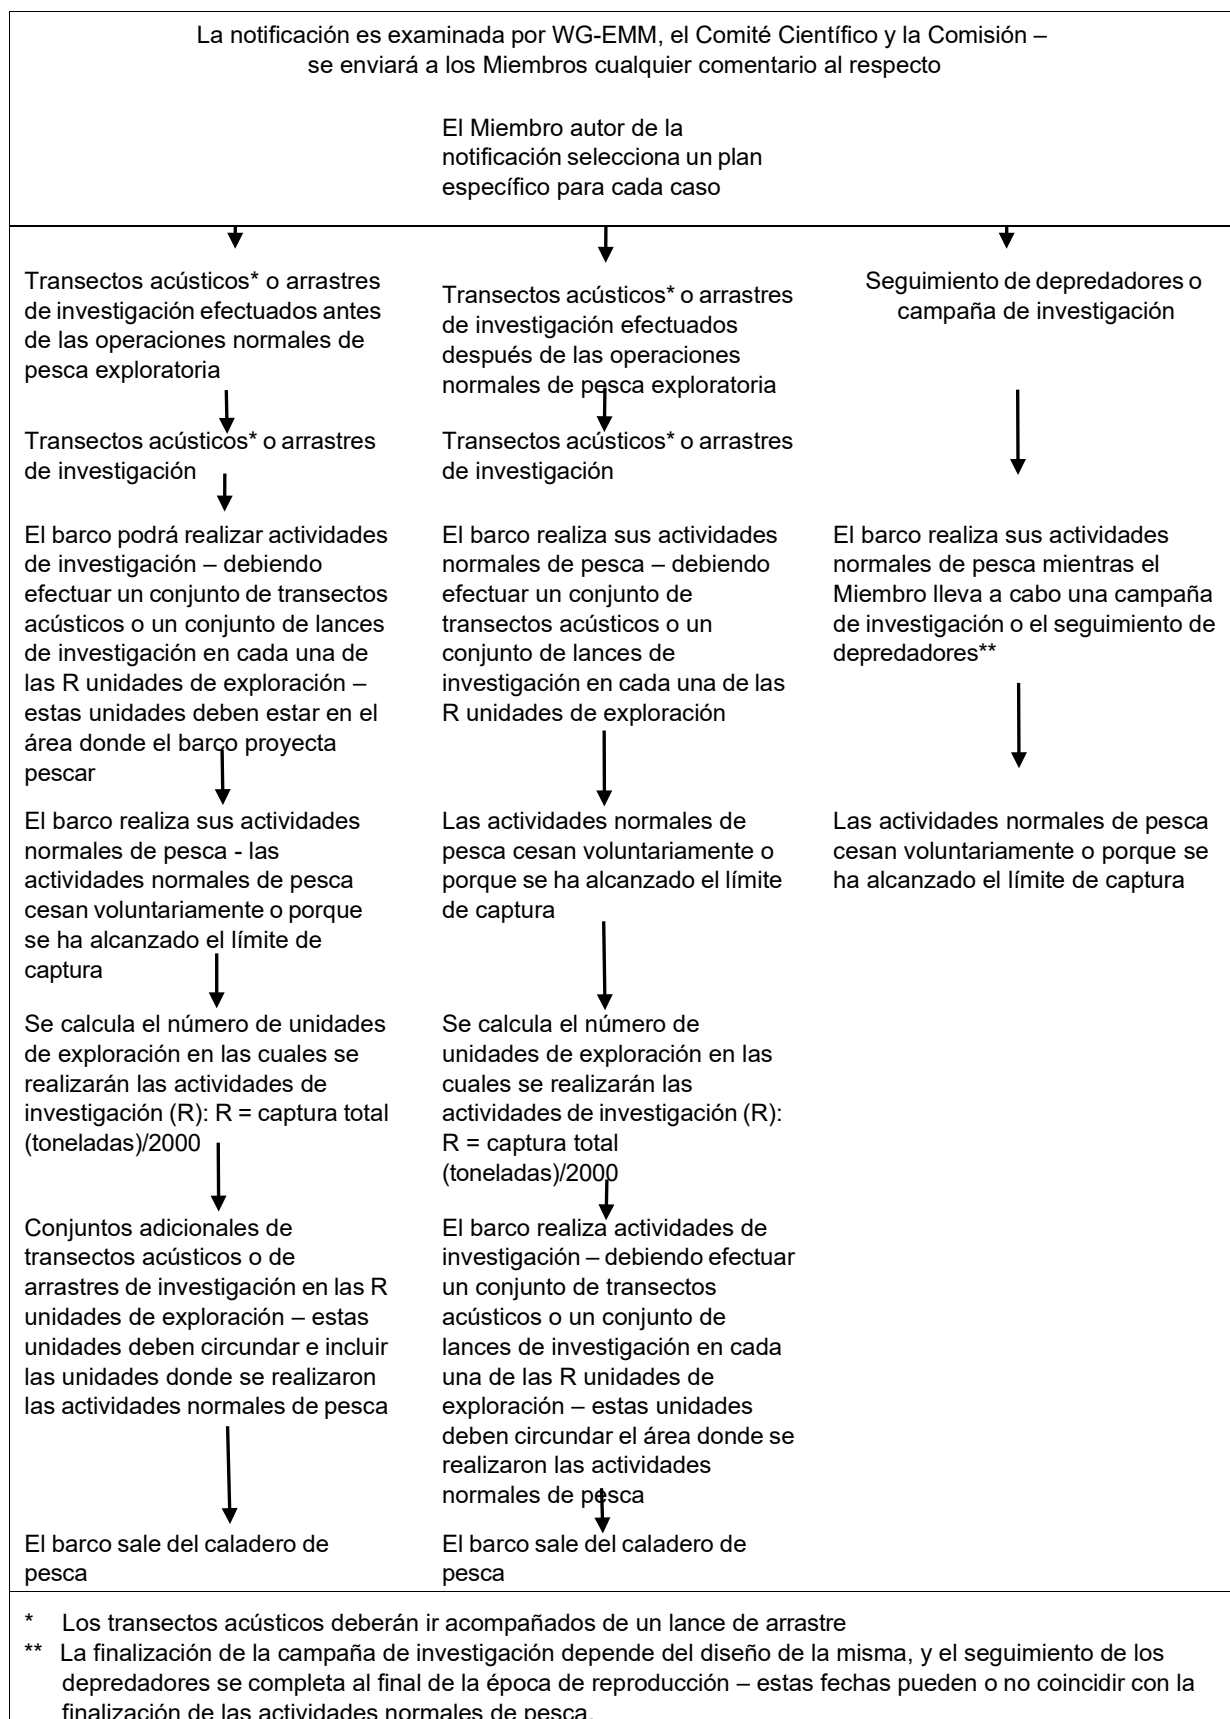 La notificación es examinada por WG-EMM, el Comité Científico y la Comisión –
se enviará a los Miembros cualquier comentario al respecto
El Miembro autor de la
notificación selecciona un plan
específico para cada caso
Transectos acústicos* o arrastres
de investigación efectuados antes
de las operaciones normales de
pesca exploratoria
Transectos acústicos* o arrastres
de investigación
El barco podrá realizar actividades
de investigación – debiendo
efectuar un conjunto de transectos
acústicos o un conjunto de lances
de investigación en cada una de
las R unidades de exploración –
estas unidades deben estar en el
área donde el barco proyecta
pescar
El barco realiza sus actividades
normales de pesca - las
actividades normales de pesca
cesan voluntariamente o porque
se ha alcanzado el límite de
captura
Se calcula el número de unidades
de exploración en las cuales se
realizarán las actividades de
investigación (R): R = captura total
(toneladas)/2000
Conjuntos adicionales de
transectos acústicos o de
arrastres de investigación en las R
unidades de exploración – estas
unidades deben circundar e incluir
las unidades donde se realizaron
las actividades normales de pesca
El barco sale del caladero de
pesca
Transectos acústicos* o arrastres
de investigación efectuados
después de las operaciones
normales de pesca exploratoria
Transectos acústicos* o arrastres
de investigación
El barco realiza sus actividades
normales de pesca – debiendo
efectuar un conjunto de
transectos acústicos o un
conjunto de lances de
investigación en cada una de las
R unidades de exploración
Las actividades normales de
pesca cesan voluntariamente o
porque se ha alcanzado el límite
de captura
Se calcula el número de
unidades de exploración en las
cuales se realizarán las
actividades de investigación (R):
R = captura total
(toneladas)/2000
El barco realiza actividades de
investigación – debiendo efectuar
un conjunto de transectos
acústicos o un conjunto de
lances de investigación en cada
una de las R unidades de
exploración – estas unidades
deben circundar el área donde se
realizaron las actividades
normales de pesca
El barco sale del caladero de
pesca
Seguimiento de depredadores o
campaña de investigación
El barco realiza sus actividades
normales de pesca mientras el
Miembro lleva a cabo una campaña
de investigación o el seguimiento de
depredadores**
Las actividades normales de pesca
cesan voluntariamente o porque se
ha alcanzado el límite de captura
* Los transectos acústicos deberán ir acompañados de un lance de arrastre
** La finalización de la campaña de investigación depende del diseño de la misma, y el seguimiento de los
depredadores se completa al final de la época de reproducción – estas fechas pueden o no coincidir con la
finalización de las actividades normales de pesca.